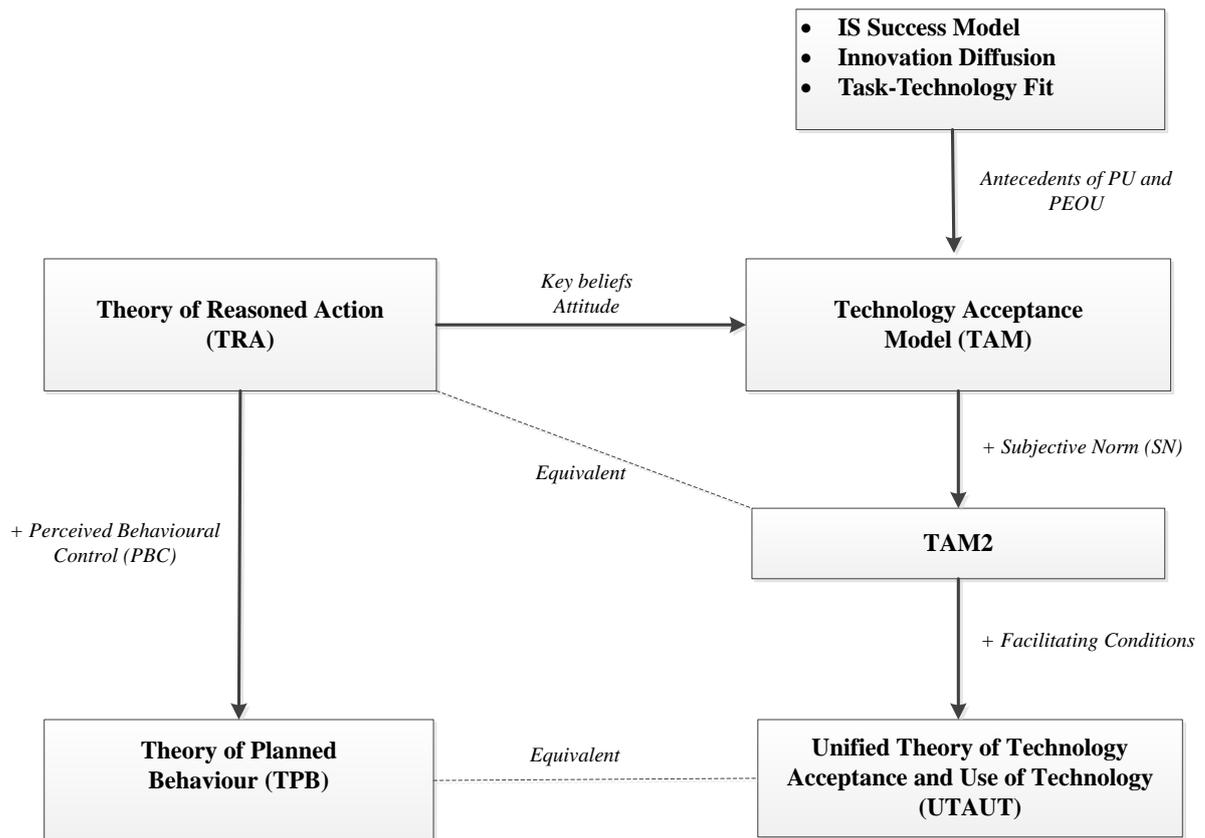 • IS Success Model
• Innovation Diffusion
• Task-Technology Fit
Antecedents of PU and
PEOU
Theory of Reasoned Action
(TRA)
Key beliefs
Attitude
Technology Acceptance
Model (TAM)
+ Subjective Norm (SN)
Equivalent
+ Perceived Behavioural
Control (PBC)
TAM2
+ Facilitating Conditions
Theory of Planned
Behaviour (TPB)
Equivalent
Unified Theory of Technology
Acceptance and Use of Technology
(UTAUT)